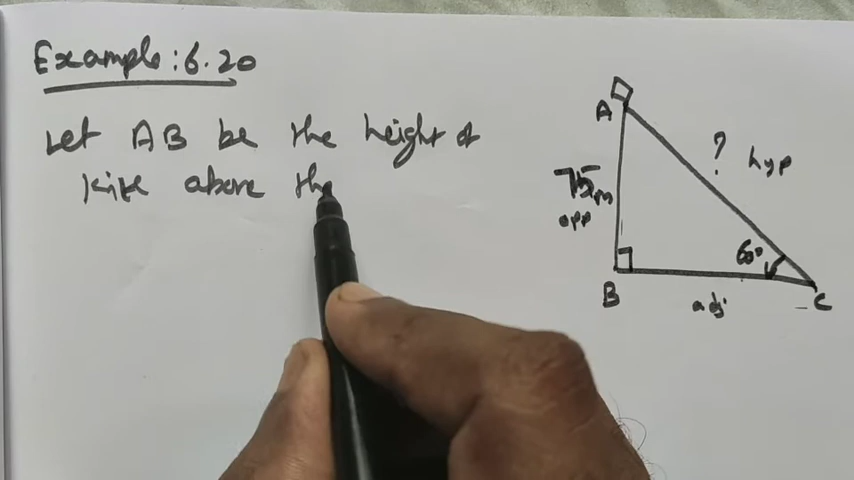 Example: 6.20
Let AB be the height of
kite above the
A
? hyp
75m
opp
60°
B
adj
C